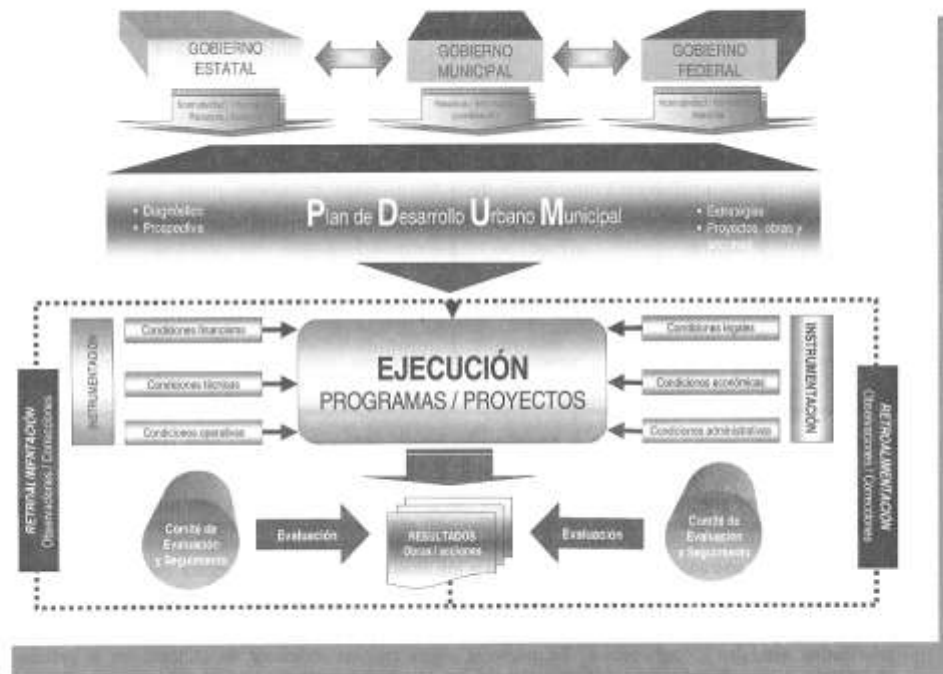 GOBIERNO
ESTATAL
GOBIERNO
MUNICIPAL
GOBIERNO
FEDERAL
• Diagnóstico
• Prospectiva
Plan de Desarrollo Urbano Municipal
• Estrategias
• Proyectos, obras y
acciones
INSTRUMENTACIÓN
Condiciones financieras
Condiciones técnicas
Condiciones operativas
EJECUCIÓN
PROGRAMAS / PROYECTOS
Condiciones legales
Condiciones económicas
Condiciones administrativas
INSTRUMENTACIÓN
RETROALIMENTACIÓN
Observaciones / Correcciones
RETROALIMENTACIÓN
Observaciones / Correcciones
Comité de
Evaluación
y Seguimiento
Evaluación
RESULTADOS
Obras / acciones
Evaluación
Comité de
Evaluación
y Seguimiento